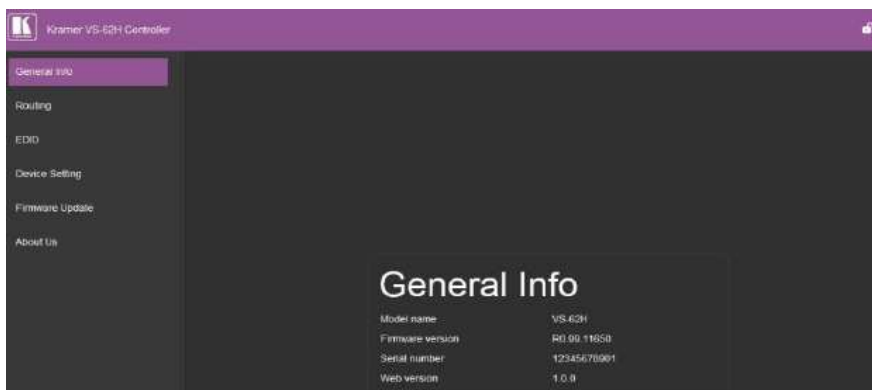 Kramer VS-62H Controller
General Info
Routing
EDID
Device Setting
Firmware Update
About Us
General Info
Model name VS-62H
Firmware version R0.99.11650
Serial number 12345678901
Web version 1.0.0